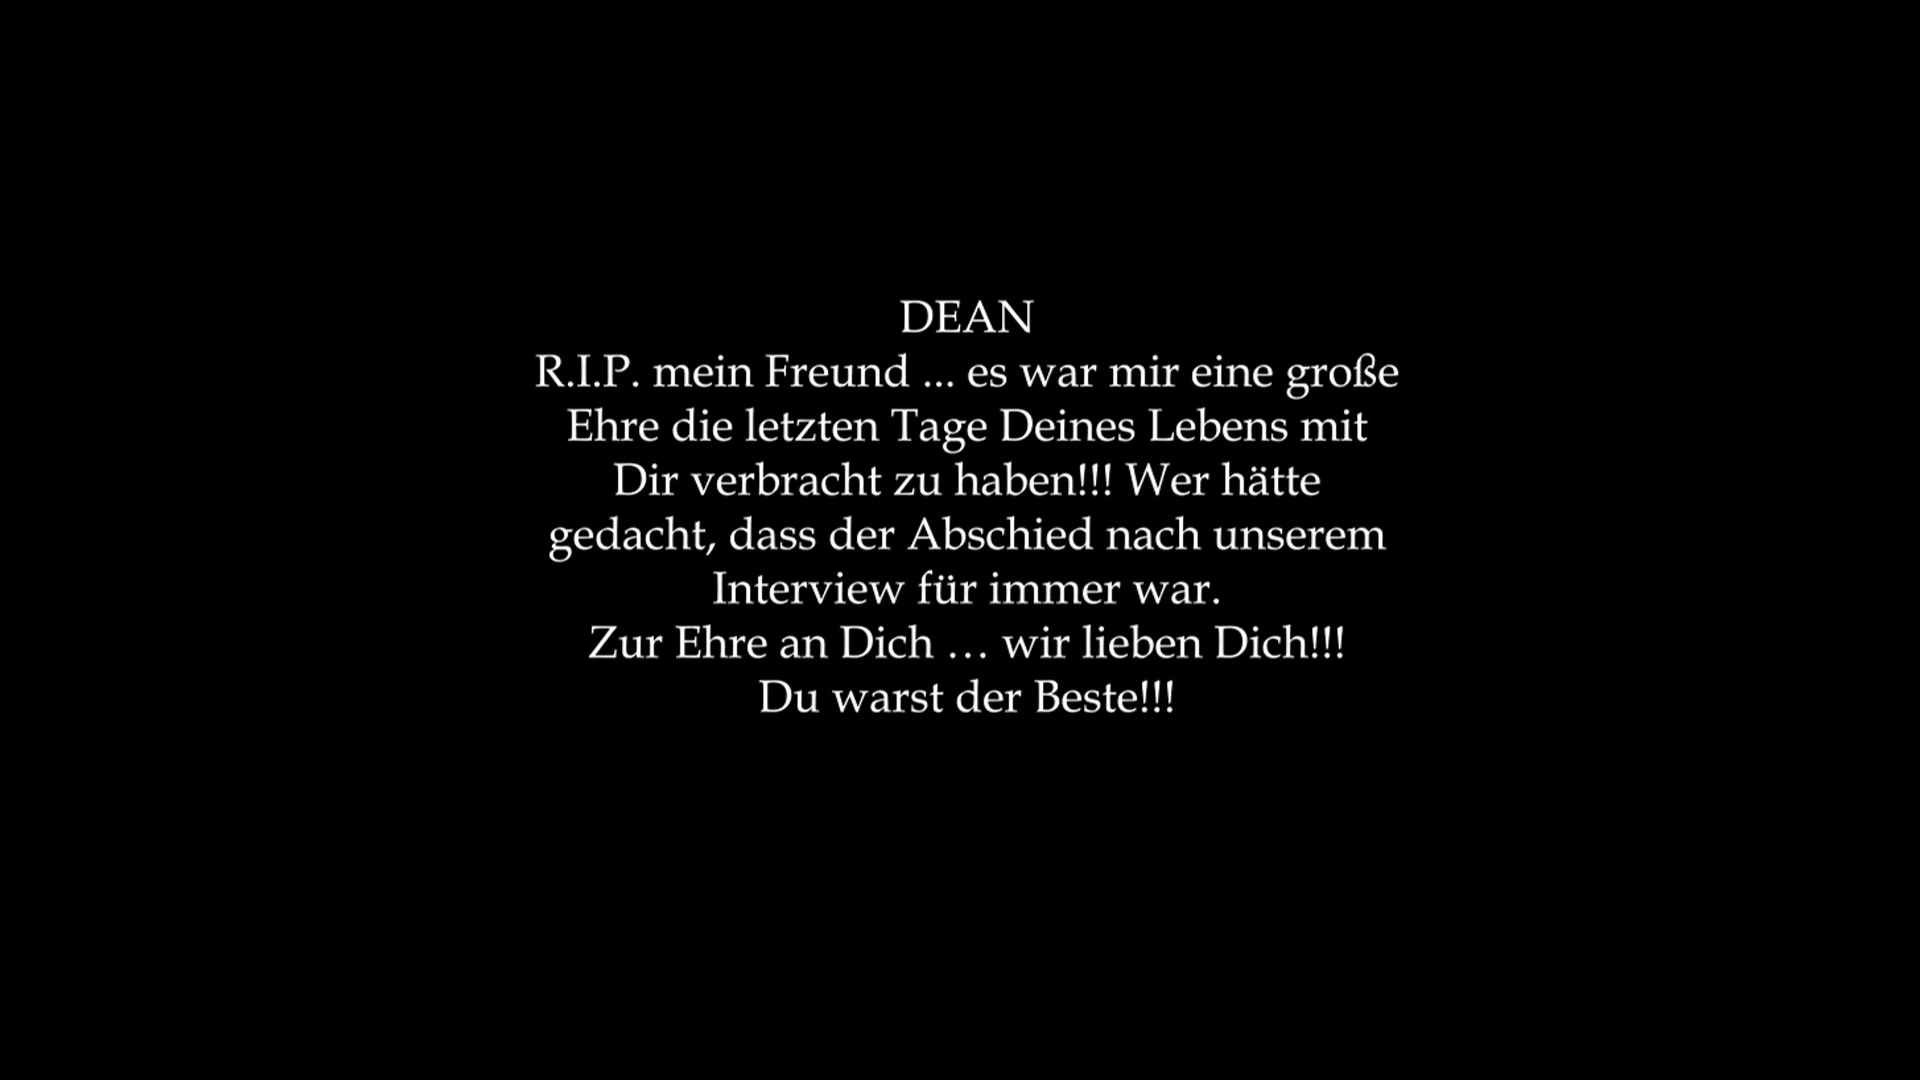 DEAN
R.I.P. mein Freund ... es war mir eine große
Ehre die letzten Tage Deines Lebens mit
Dir verbracht zu haben!!! Wer hätte
gedacht, dass der Abschied nach unserem
Interview für immer war.
Zur Ehre an Dich … wir lieben Dich!!!
Du warst der Beste!!!